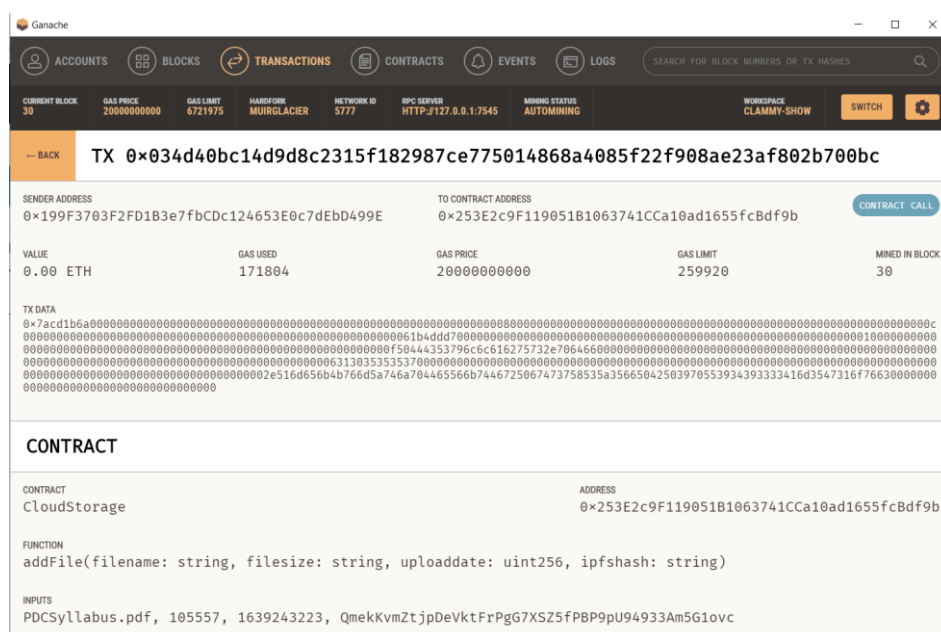 Ganache
ACCOUNTS BLOCKS TRANSACTIONS CONTRACTS EVENTS LOGS SEARCH FOR BLOCK NUMBERS OR TX HASHES
CURRENT BLOCK GAS PRICE GAS LIMIT HARDFORK NETWORK ID RPC SERVER MINING STATUS WORKSPACE
30 20000000000 6721975 MUIRGLACIER 5777 HTTP://127.0.0.1:7545 AUTOMINING CLAMMY-SHOW SWITCH
← BACK TX 0×034d40bc14d9d8c2315f182987ce775014868a4085f22f908ae23af802b700bc
SENDER ADDRESS TO CONTRACT ADDRESS
0×199F3703F2FD1B3e7fbCDc124653E0c7dEbD499E 0×253E2c9F119051B1063741CCa10ad1655fcBdf9b CONTRACT CALL
VALUE GAS USED GAS PRICE GAS LIMIT MINED IN BLOCK
0.00 ETH 171804 20000000000 259920 30
TX DATA
CONTRACT
CONTRACT ADDRESS
CloudStorage 0×253E2c9F119051B1063741CCa10ad1655fcBdf9b
FUNCTION
addFile(filename: string, filesize: string, uploaddate: uint256, ipfshash: string)
INPUTS
PDCSyllabus.pdf, 105557, 1639243223, QmekKvmZtjpDeVktFrPgG7XSZ5fPBP9pU94933Am5G1ovc